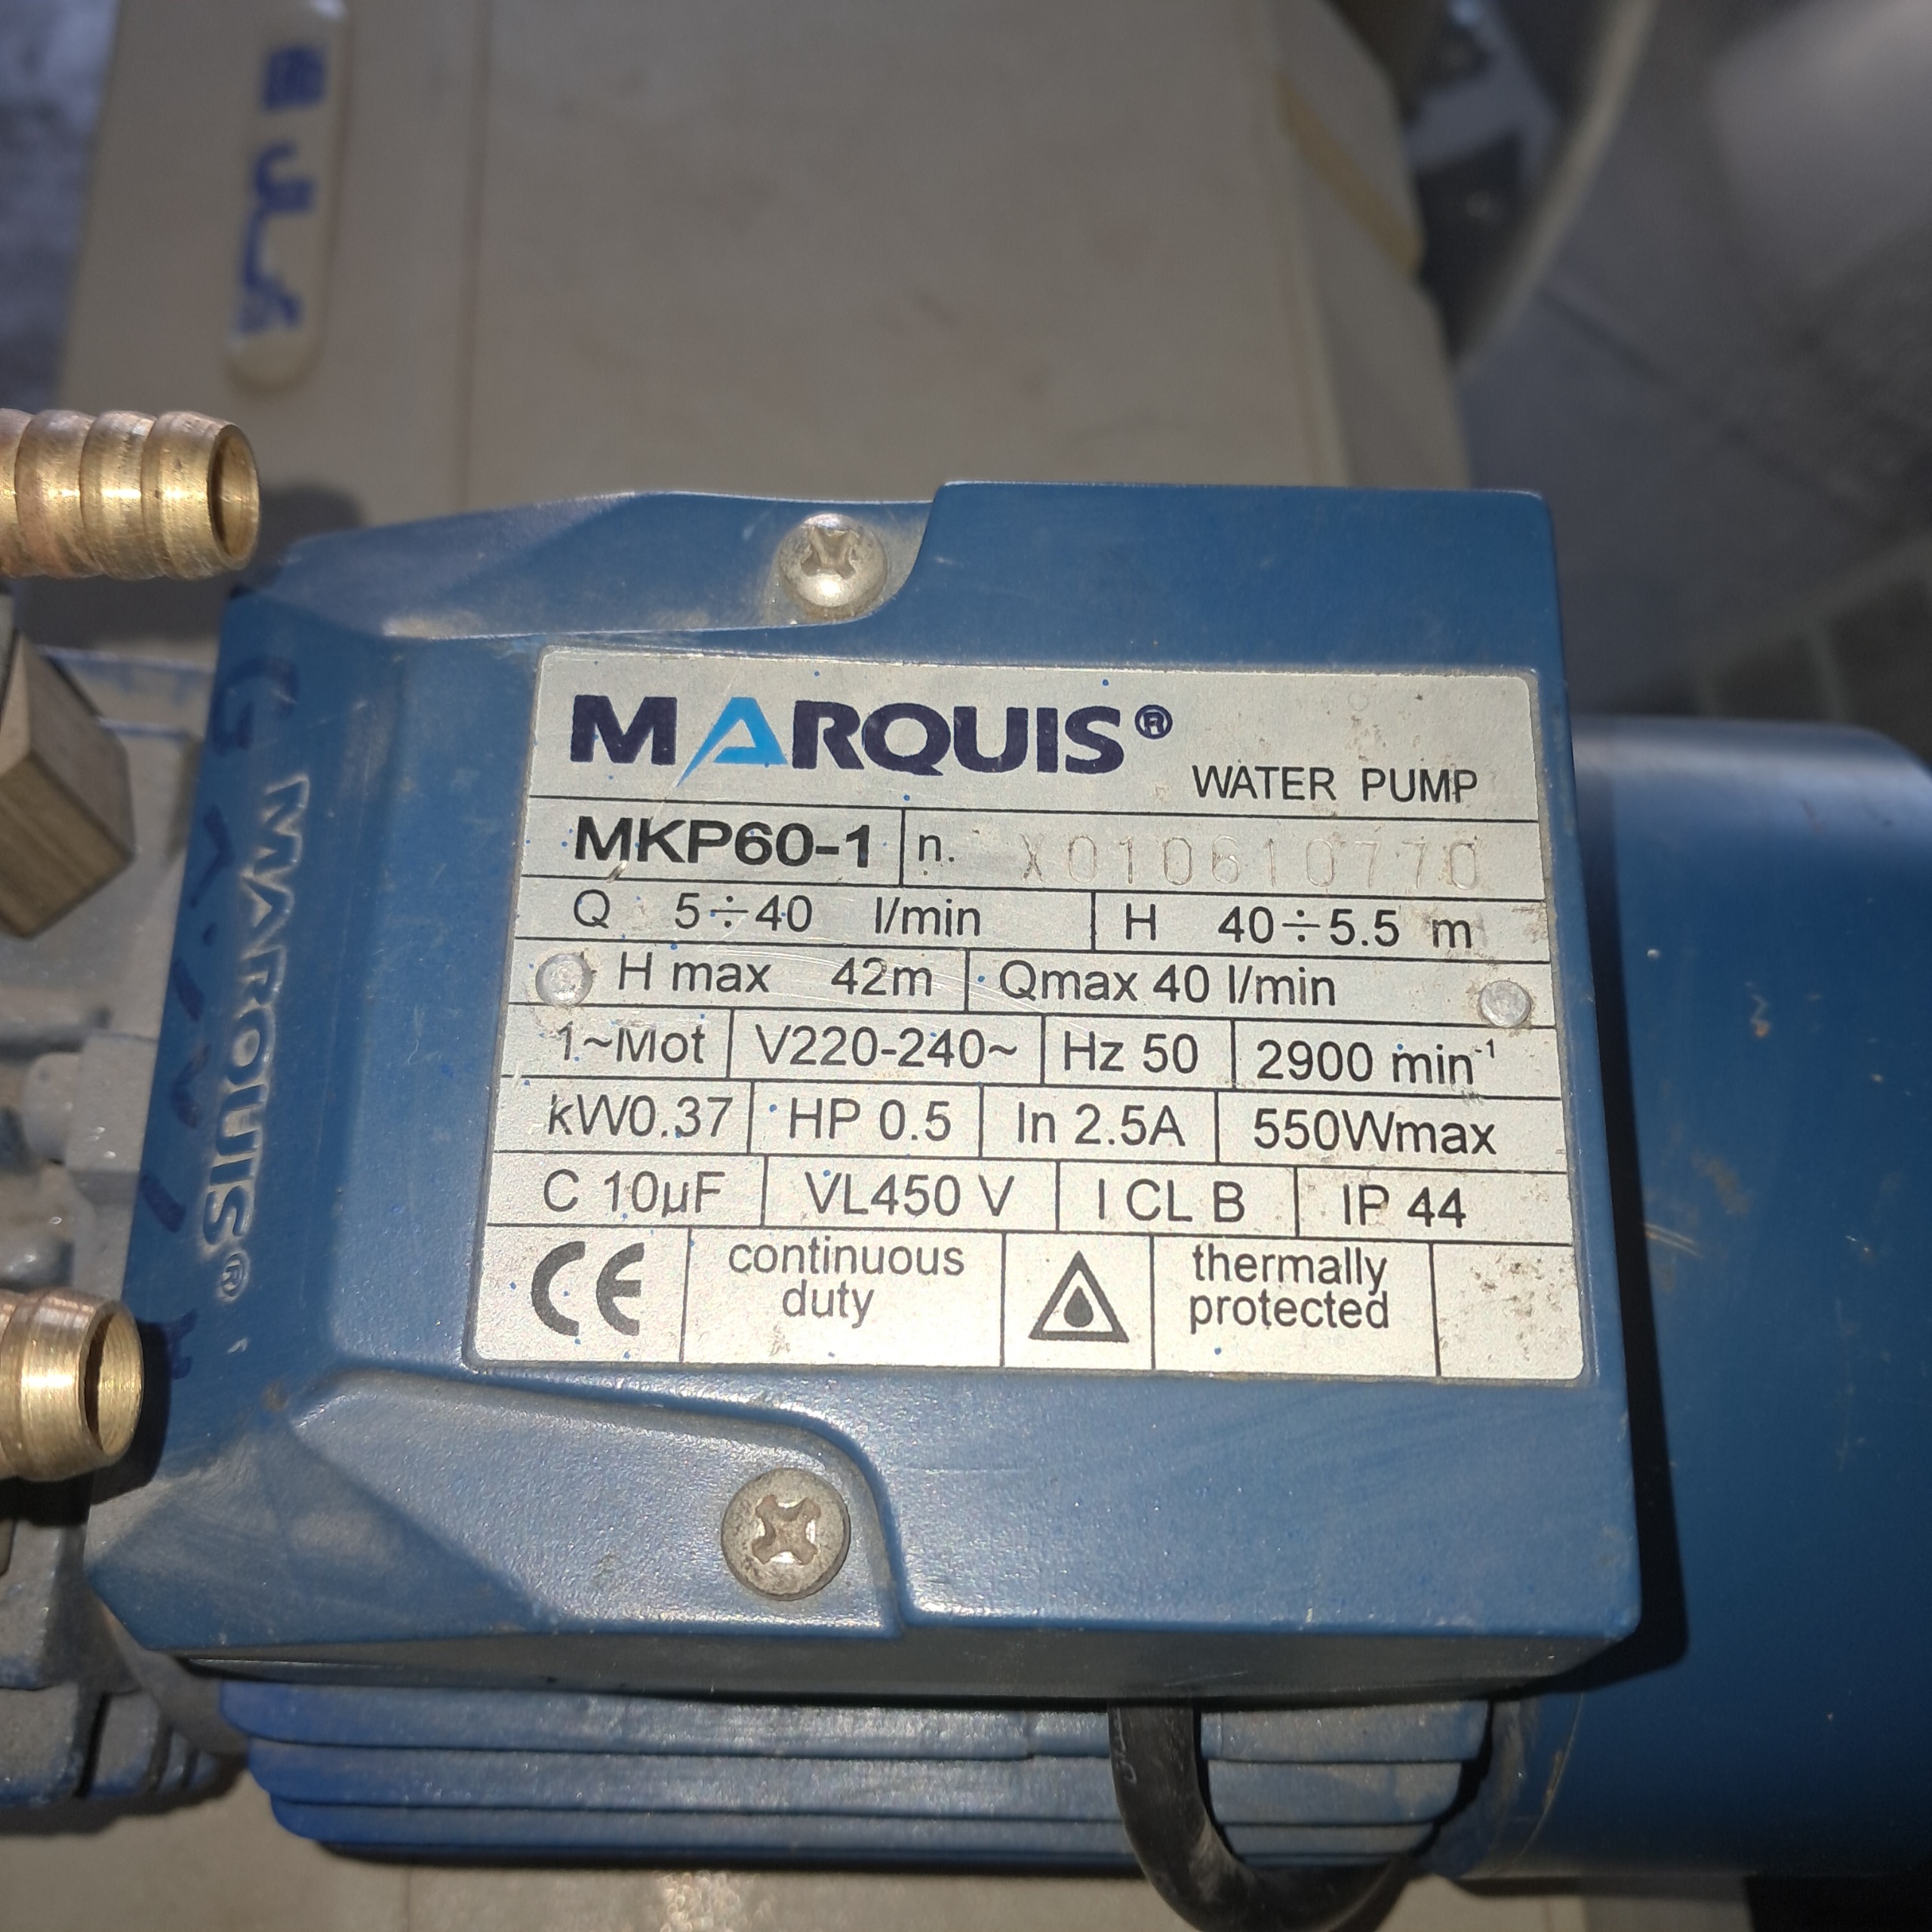 MARQUIS®
WATER PUMP
MKP60-1 n. X010610770
Q 5÷40 l/min H 40÷5.5 m
H max 42m Qmax 40 l/min
1~Mot V220-240~ Hz 50 2900 min⁻¹
kW0.37 HP 0.5 In 2.5A 550Wmax
C 10µF VL450 V I CL B IP 44
CE continuous duty thermally protected
MARQUIS®